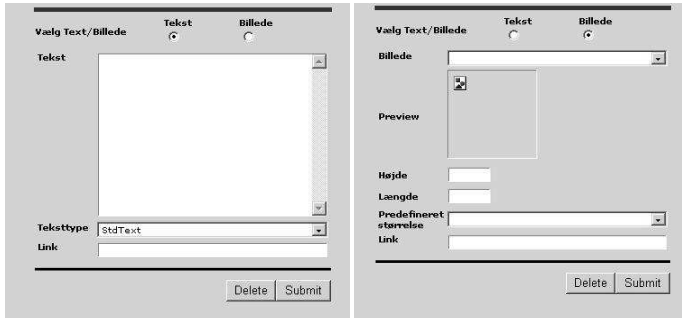 Tekst Billede
Vælg Text/Billede
Tekst
Teksttype StdText
Link
Delete Submit
Tekst Billede
Vælg Text/Billede
Billede
Preview
Højde
Længde
Predefineret
størrelse
Link
Delete Submit